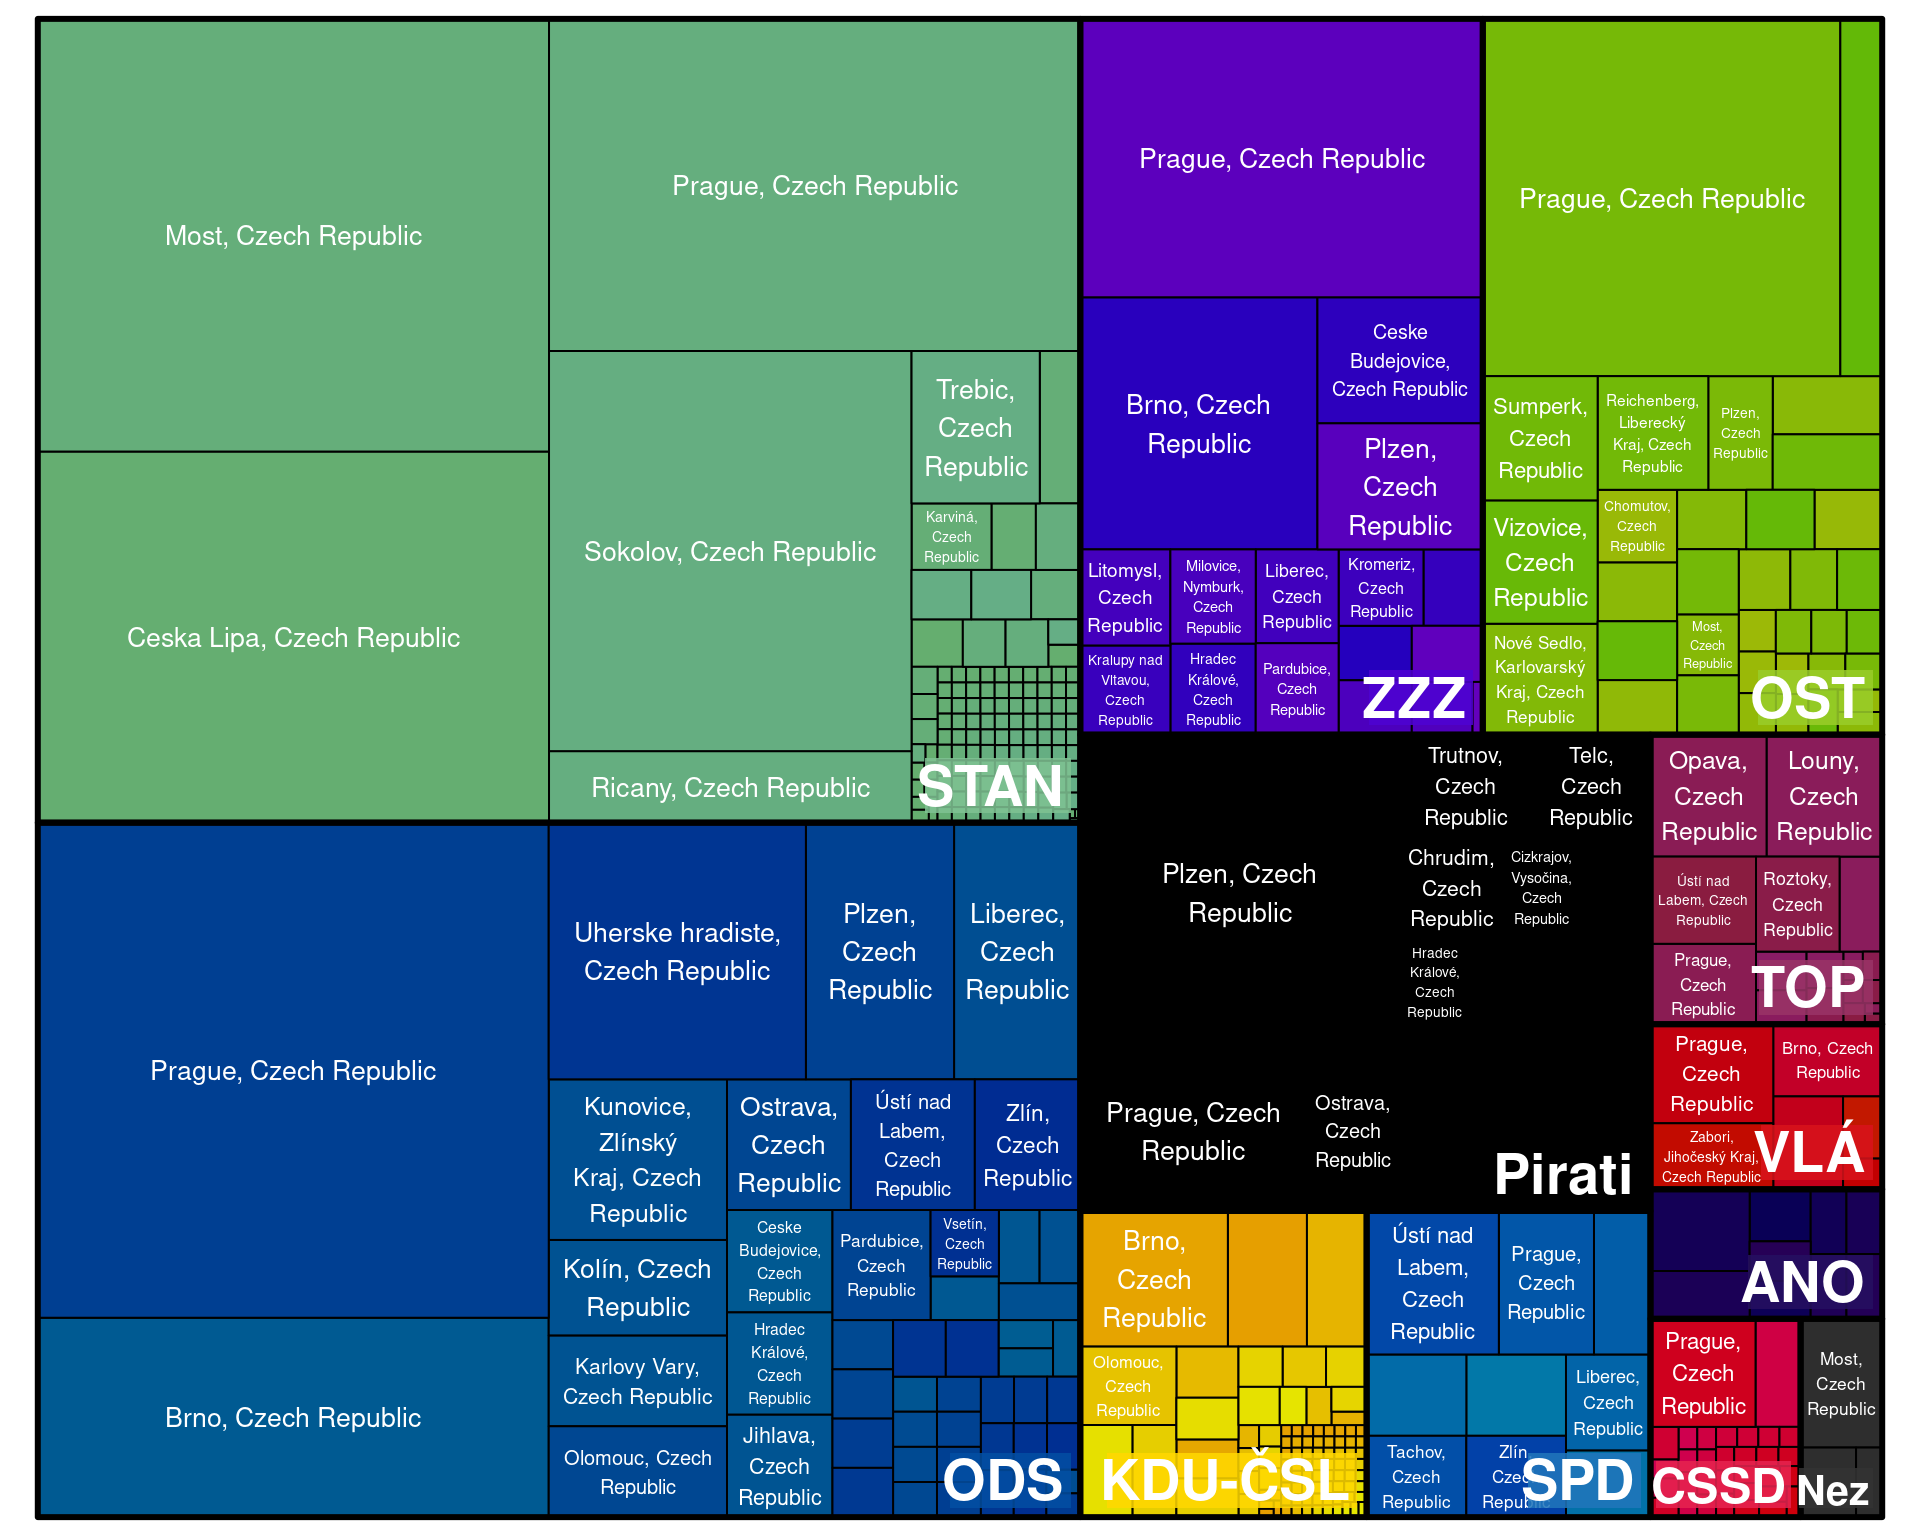 Most, Czech Republic
Ceska Lipa, Czech Republic
Prague, Czech Republic
Sokolov, Czech Republic
Ricany, Czech Republic
Trebic,
Czech
Republic
Karviná,
Czech
Republic
STAN
Prague, Czech Republic
Brno, Czech Republic
Uherske hradiste,
Czech Republic
Plzen,
Czech
Republic
Liberec,
Czech
Republic
Kunovice,
Zlínský
Kraj, Czech
Republic
Kolín, Czech
Republic
Karlovy Vary,
Czech Republic
Olomouc, Czech
Republic
Ostrava,
Czech
Republic
Ústí nad
Labem,
Czech
Republic
Zlín,
Czech
Republic
Ceske
Budejovice,
Czech
Republic
Hradec
Králové,
Czech
Republic
Jihlava,
Czech
Republic
Pardubice,
Czech
Republic
Vsetín,
Czech
Republic
ODS
Prague, Czech Republic
Brno, Czech
Republic
Ceske
Budejovice,
Czech Republic
Plzen,
Czech
Republic
Litomysl,
Czech
Republic
Milovice,
Nymburk,
Czech
Republic
Liberec,
Czech
Republic
Kromeriz,
Czech
Republic
Kralupy nad
Vltavou,
Czech
Republic
Hradec
Králové,
Czech
Republic
Pardubice,
Czech
Republic
ZZZ
Prague, Czech Republic
Sumperk,
Czech
Republic
Vizovice,
Czech
Republic
Nové Sedlo,
Karlovarský
Kraj, Czech
Republic
Reichenberg,
Liberecký
Kraj, Czech
Republic
Plzen,
Czech
Republic
Chomutov,
Czech
Republic
Most,
Czech
Republic
OST
Plzen, Czech
Republic
Prague, Czech
Republic
Ostrava,
Czech
Republic
Trutnov,
Czech
Republic
Telc,
Czech
Republic
Chrudim,
Czech
Republic
Cizkrajov,
Vysočina,
Czech
Republic
Hradec
Králové,
Czech
Republic
Pirati
Opava,
Czech
Republic
Louny,
Czech
Republic
Ústí nad
Labem, Czech
Republic
Roztoky,
Czech
Republic
Prague,
Czech
Republic
TOP
Prague,
Czech
Republic
Brno, Czech
Republic
Zabori,
Jihočeský Kraj,
Czech Republic
VLÁ
ANO
Brno,
Czech
Republic
Olomouc,
Czech
Republic
KDU-ČSL
Ústí nad
Labem,
Czech
Republic
Prague,
Czech
Republic
Liberec,
Czech
Republic
Tachov,
Czech
Republic
Zlín
Czech
Republic
SPD
Prague,
Czech
Republic
CSSD
Most,
Czech
Republic
Nez